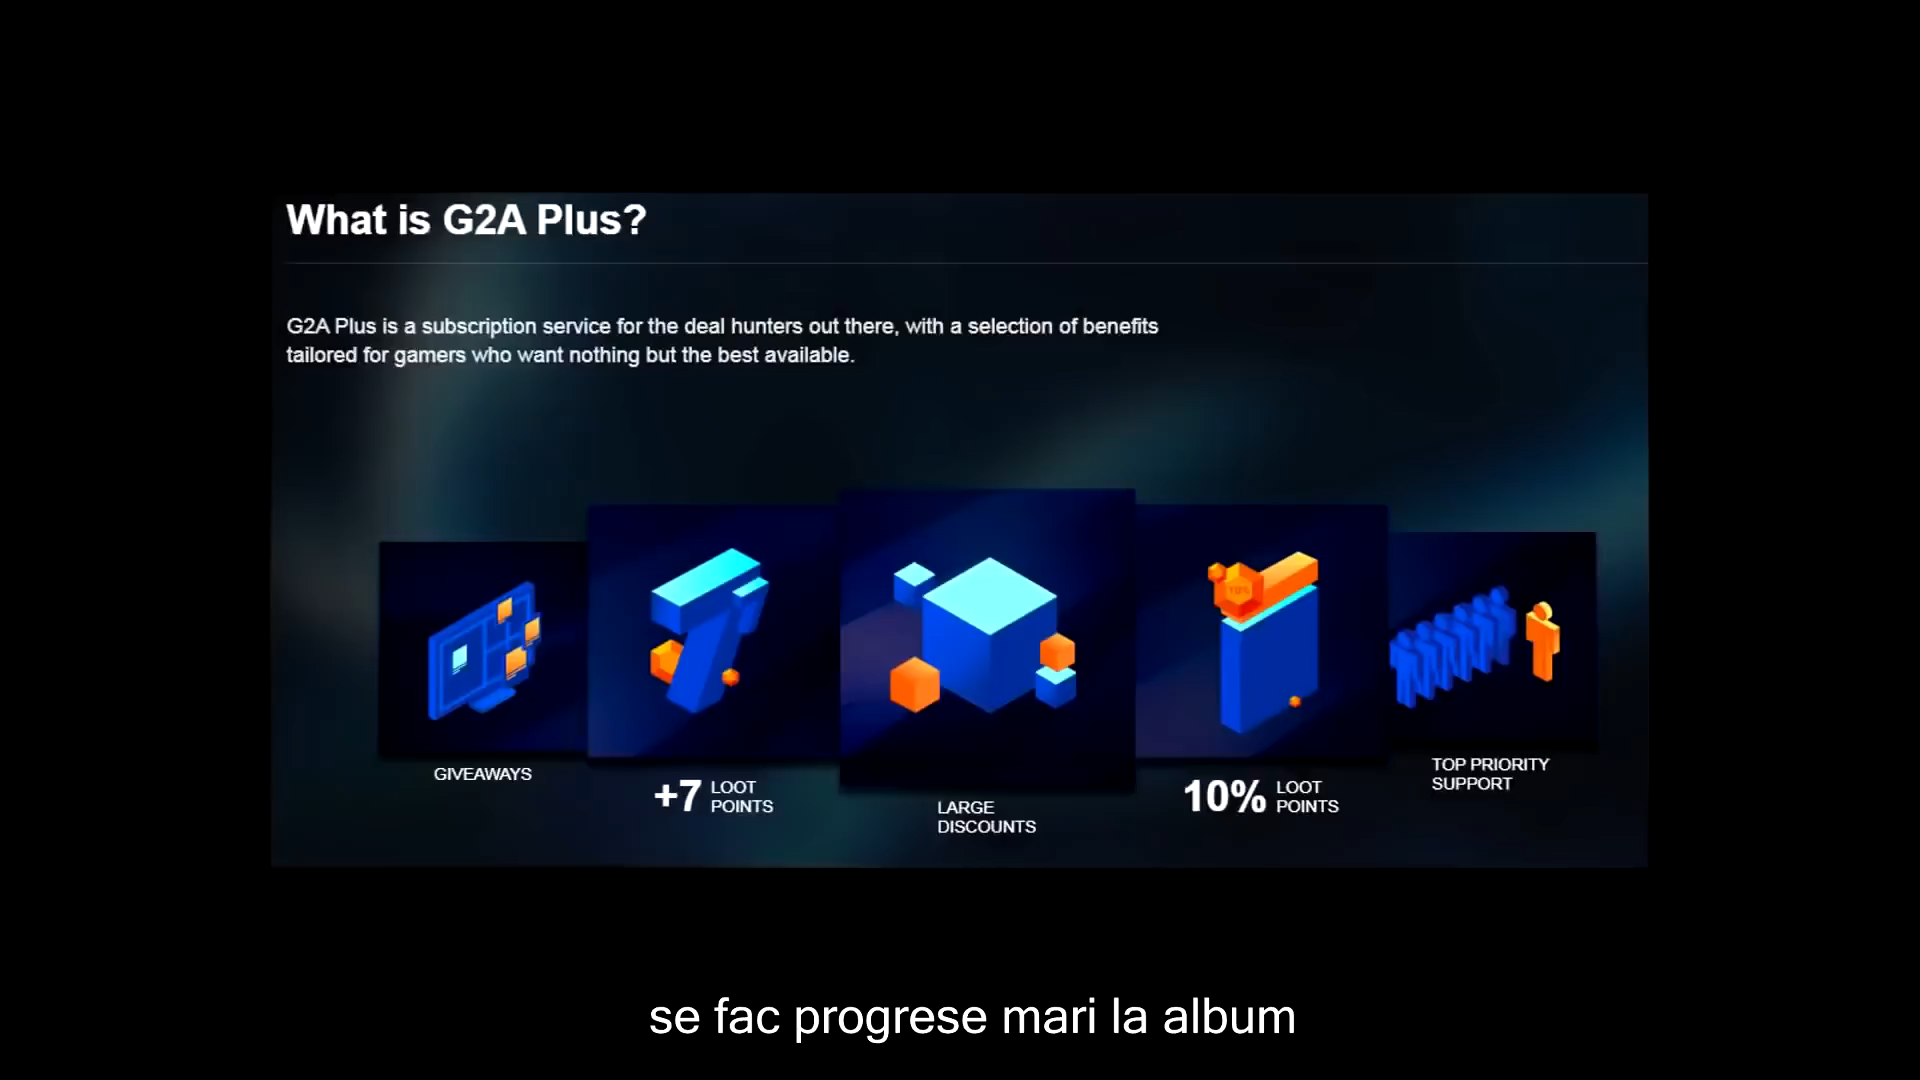 What is G2A Plus?
G2A Plus is a subscription service for the deal hunters out there, with a selection of benefits
tailored for gamers who want nothing but the best available.
GIVEAWAYS
+7 LOOT
POINTS
LARGE
DISCOUNTS
10% LOOT
POINTS
TOP PRIORITY
SUPPORT
se fac progrese mari la album